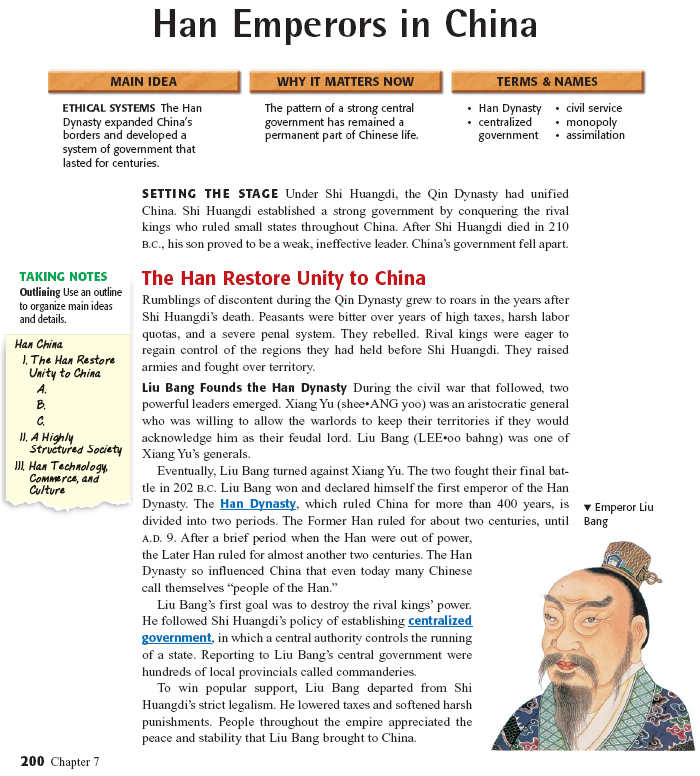 Han Emperors in China
MAIN IDEA
WHY IT MATTERS NOW
TERMS & NAMES
ETHICAL SYSTEMS The Han
Dynasty expanded China's
borders and developed a
system of government that
lasted for centuries.
The pattern of a strong central
government has remained a
permanent part of Chinese life.
• Han Dynasty
• centralized
government
• civil service
• monopoly
• assimilation
SETTING THE STAGE Under Shi Huangdi, the Qin Dynasty had unified
China. Shi Huangdi established a strong government by conquering the rival
kings who ruled small states throughout China. After Shi Huangdi died in 210
B.C., his son proved to be a weak, ineffective leader. China's government fell apart.
TAKING NOTES
Outlining Use an outline
to organize main ideas
and details.
Han China
I. The Han Restore
Unity to China
A.
B.
C.
II. A Highly
Structured Society
III. Han Technology,
Commerce, and
Culture
The Han Restore Unity to China
Rumblings of discontent during the Qin Dynasty grew to roars in the years after
Shi Huangdi's death. Peasants were bitter over years of high taxes, harsh labor
quotas, and a severe penal system. They rebelled. Rival kings were eager to
regain control of the regions they had held before Shi Huangdi. They raised
armies and fought over territory.
Liu Bang Founds the Han Dynasty During the civil war that followed, two
powerful leaders emerged. Xiang Yu (shee•ANG yoo) was an aristocratic general
who was willing to allow the warlords to keep their territories if they would
acknowledge him as their feudal lord. Liu Bang (LEE•oo bahng) was one of
Xiang Yu's generals.
Eventually, Liu Bang turned against Xiang Yu. The two fought their final bat-
tle in 202 B.C. Liu Bang won and declared himself the first emperor of the Han
Dynasty. The Han Dynasty, which ruled China for more than 400 years, is
divided into two periods. The Former Han ruled for about two centuries, until
A.D. 9. After a brief period when the Han were out of power,
the Later Han ruled for almost another two centuries. The Han
Dynasty so influenced China that even today many Chinese
call themselves "people of the Han."
Liu Bang's first goal was to destroy the rival kings' power.
He followed Shi Huangdi's policy of establishing centralized
government, in which a central authority controls the running
of a state. Reporting to Liu Bang's central government were
hundreds of local provincials called commanderies.
To win popular support, Liu Bang departed from Shi
Huangdi's strict legalism. He lowered taxes and softened harsh
punishments. People throughout the empire appreciated the
peace and stability that Liu Bang brought to China.
▼ Emperor Liu
Bang
200 Chapter 7